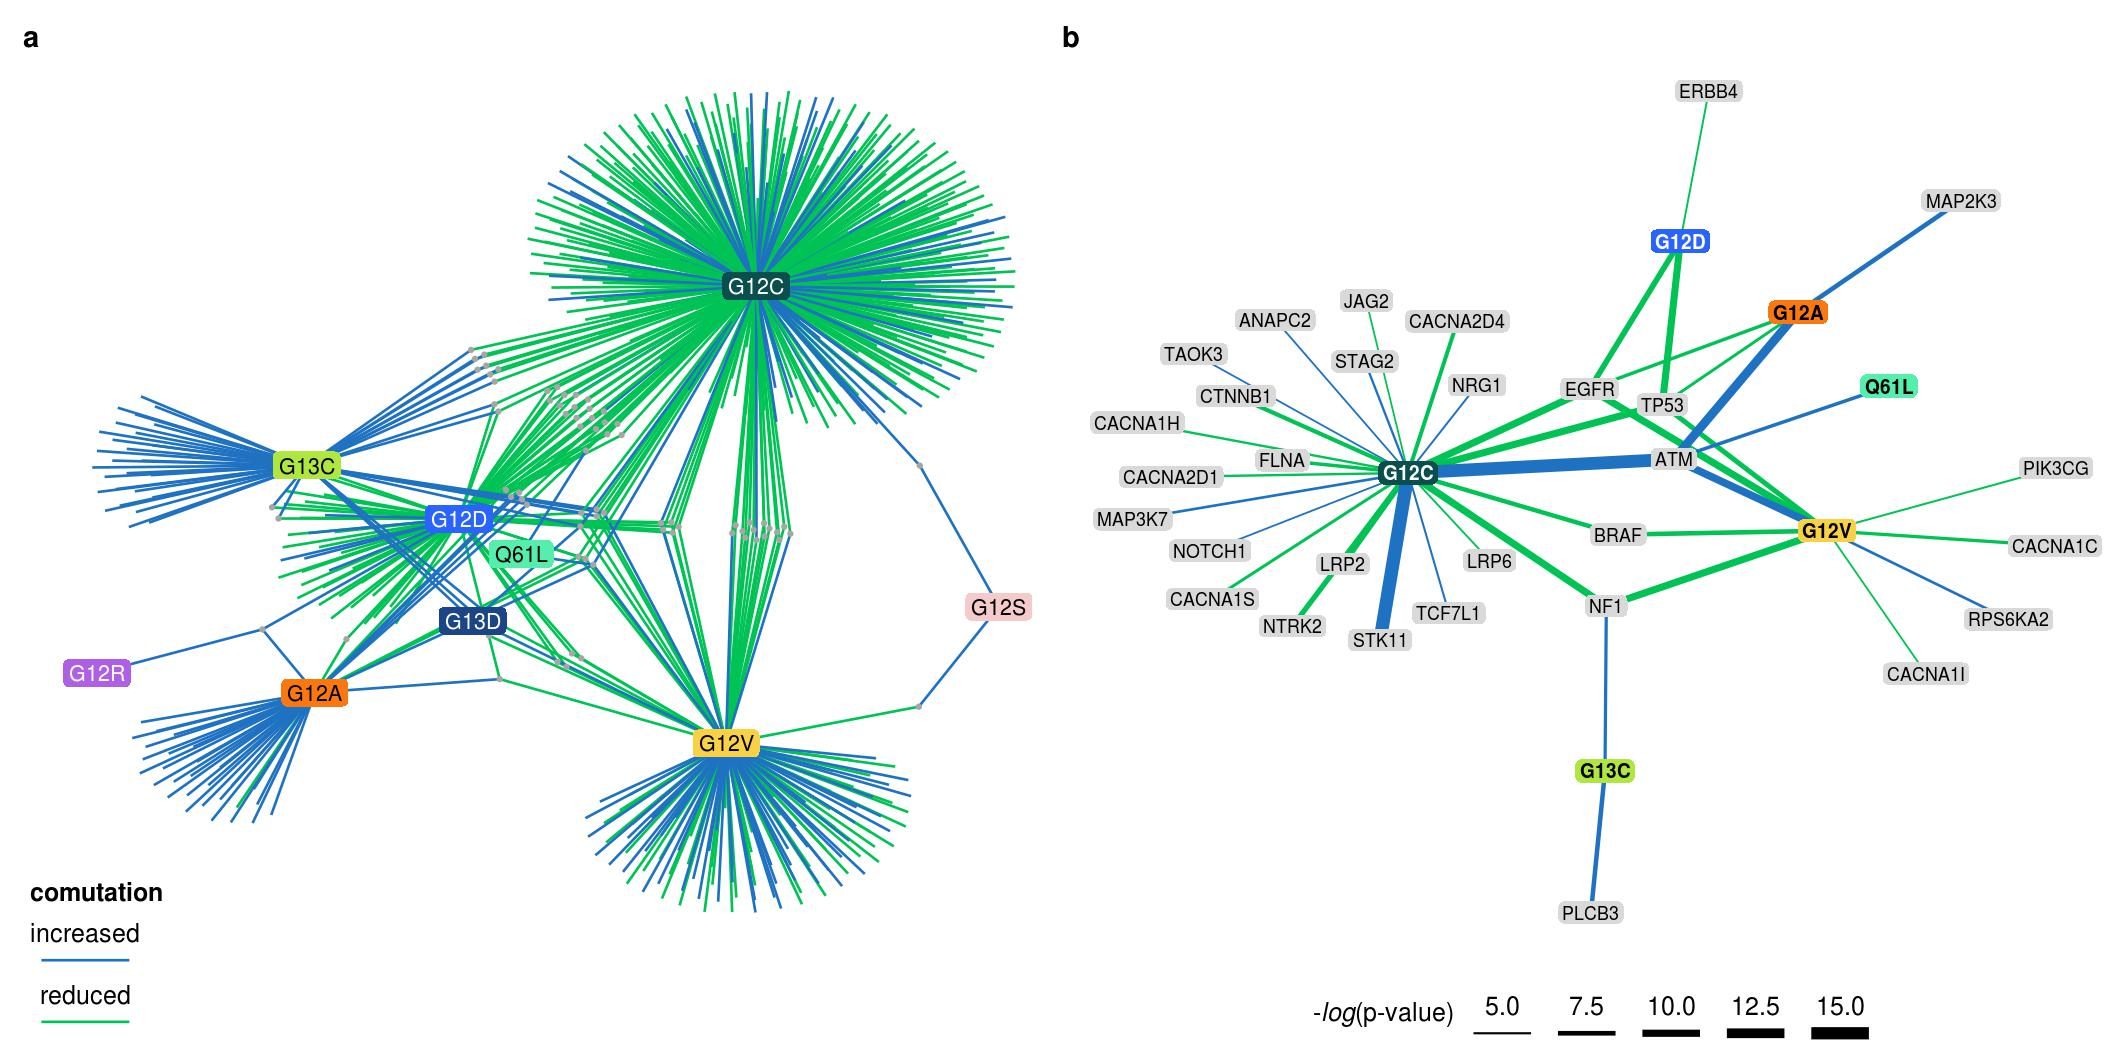 a
G12C
G13C
G12D
Q61L
G12S
G13D
G12R
G12A
G12V
comutation
increased
reduced
b
ERBB4
MAP2K3
G12D
G12A
JAG2
ANAPC2
CACNA2D4
TAOK3
STAG2
NRG1
EGFR
Q61L
CTNNB1
TP53
CACNA1H
FLNA
ATM
G12C
PIK3CG
CACNA2D1
MAP3K7
BRAF
G12V
NOTCH1
CACNA1C
LRP2
LRP6
CACNA1S
NF1
TCF7L1
RPS6KA2
NTRK2
STK11
CACNA1I
G13C
PLCB3
-log(p-value) 5.0 7.5 10.0 12.5 15.0